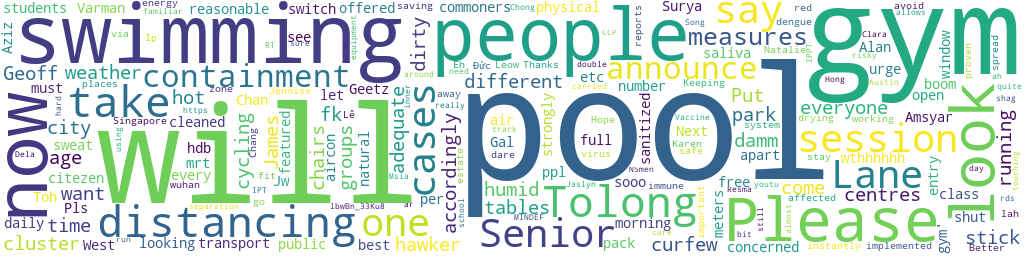 swimming
people
gym
will
pool
now
take
containment
cases
distancing
one
Senior
Tolong
Please
Lane
session
look
say
announce
measures
students
Varman
energy
familiar
reasonable
switch
offered
saving
commoners
physical
Chong
Surya
Song
Aziz
via
Ip
RT
sure
see
equipment
dirty
reports
dengue
avoid
red
Natalie
Alan
window
proven
Clara
risky
spread
Geoff
weather
places
must
hot
zone
https
city
cleaned
Singapore
using
hard
age
hdb
mrt
sweat
citezen
want
Pls
Toh
every
wuhan
Dela
daily
time
cluster
West
run
looking
transport
James
Chan
Chang
cycling
Jw
featured
IPT
go
separation
public
1bwBn_33Ku8
let
Jennise
fk
chairs
aircon
groups
natural
Geetz
Lê
adequate
inner
Msia
af
best
hawker
estate
per
school
accordingly
Eh
Đức
Leow
Thanks
LCP
need
around
double
different
etc
number
away
Keeping
really
air
track
dare
Gal
Hope
virus
strongly
carried
full
sanitized
NSmen
tables
humid
ppl
Jaslyn
morning
MINDEF
care
pack
curfew
Put
Next
Karen
safe
Vaccine
system
park
damm
apart
sooo
immune
meters
free
Resma
still
bit
concerned
saliva
urge
everyone
drying
working
stay
wthhhhhh
come
affected
youtu
almost
important
instantly
implemented
Hong
Austin
boom
open
Amsyar
centres
entry
class
shut
gym'
allows
ah
quite
shag
running
day
rds
lah
stick
Better